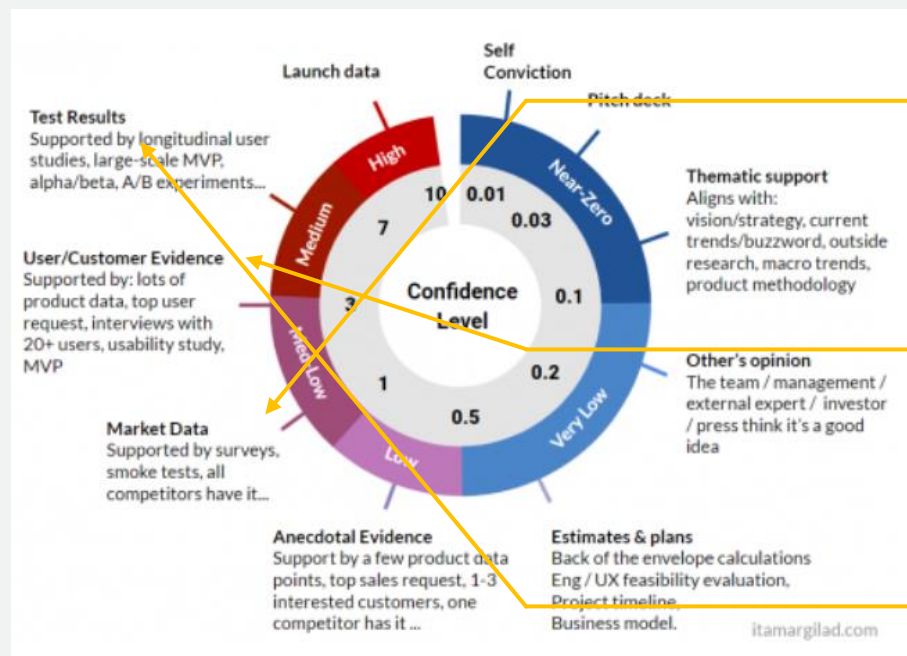 Self
Conviction
Launch data
Pitch deck
Test Results
Supported by longitudinal user
studies, large-scale MVP,
alpha/beta, A/B experiments...
High
Near-Zero
10
0.01
0.03
7
Medium
Thematic support
Aligns with:
vision/strategy, current
trends/buzzword, outside
research, macro trends,
product methodology
User/Customer Evidence
Supported by: lots of
product data, top user
request, interviews with
20+ users, usability study,
MVP
Confidence
Level
3
0.1
Med-Low
1
0.2
0.5
Very Low
Low
Other's opinion
The team / management /
external expert / investor
/ press think it's a good
idea
Market Data
Supported by surveys,
smoke tests, all
competitors have it...
Anecdotal Evidence
Support by a few product data
points, top sales request, 1-3
interested customers, one
competitor has it ...
Estimates & plans
Back of the envelope calculations
Eng / UX feasibility evaluation,
Project timeline,
Business model.
itamargilad.com